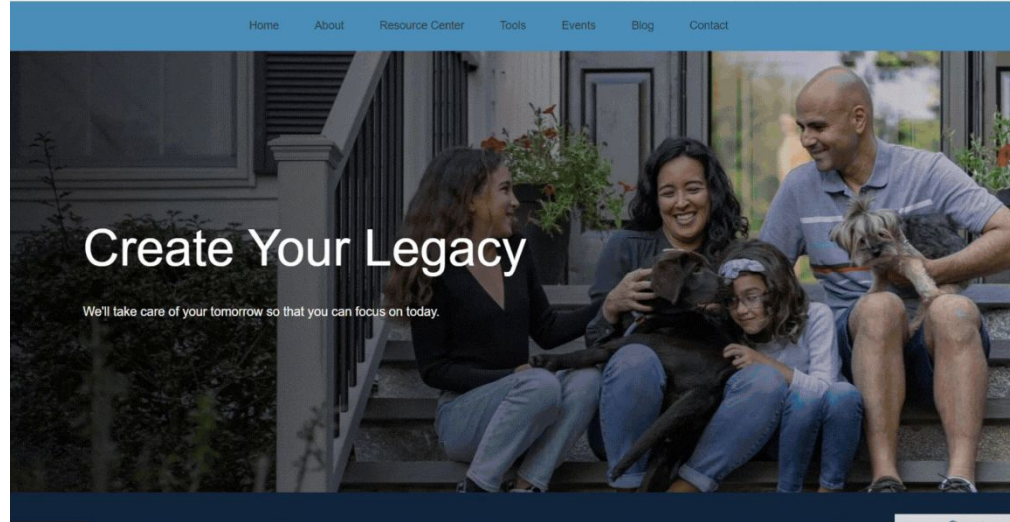 Home About Resource Center Tools Events Blog Contact
Create Your Legacy
We'll take care of your tomorrow so that you can focus on today.